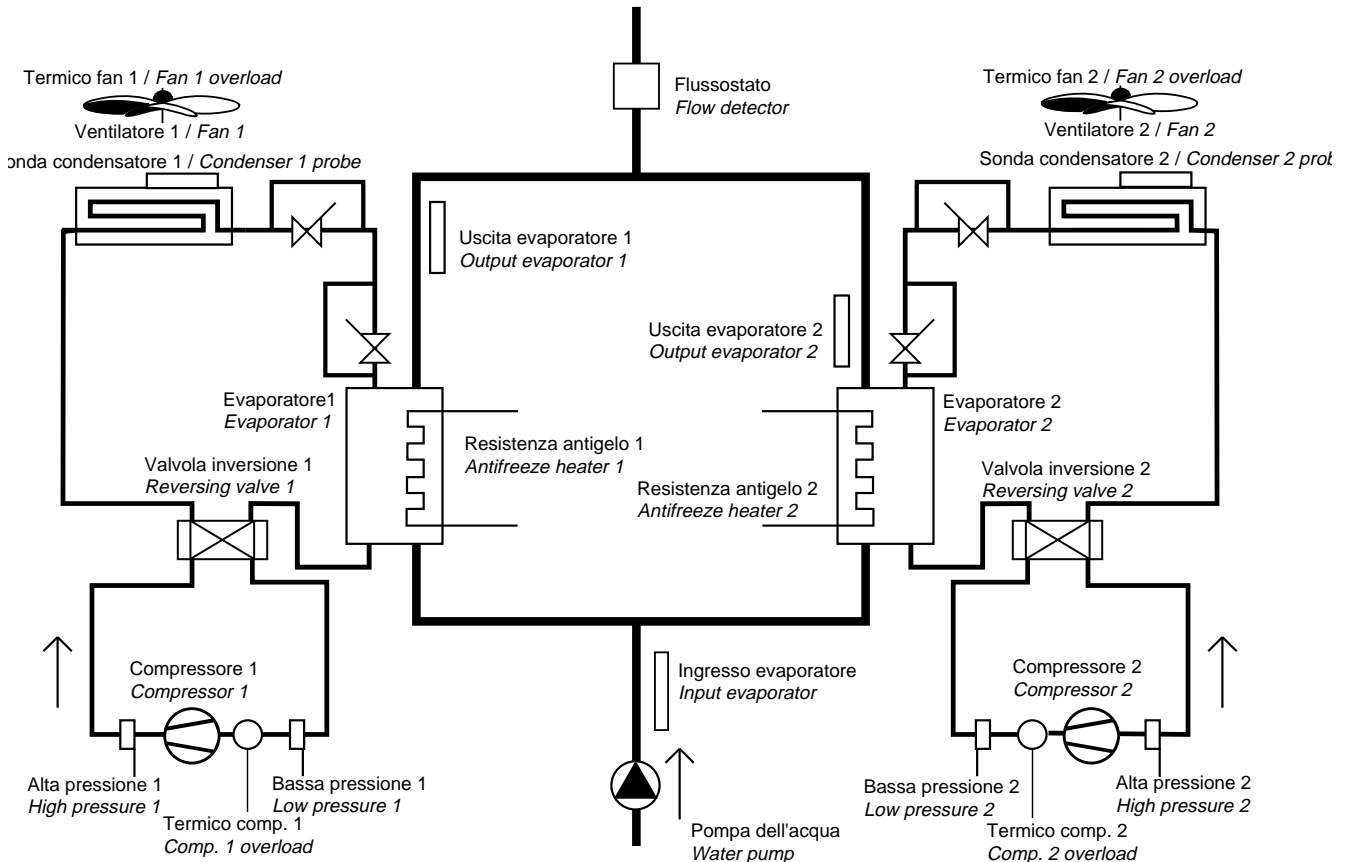 Termico fan 1 / Fan 1 overload
Ventilatore 1 / Fan 1
onda condensatore 1 / Condenser 1 probe
Flussostato
Flow detector
Termico fan 2 / Fan 2 overload
Ventilatore 2 / Fan 2
Sonda condensatore 2 / Condenser 2 prob
Uscita evaporatore 1
Output evaporator 1
Uscita evaporatore 2
Output evaporator 2
Evaporatore1
Evaporator 1
Evaporatore 2
Evaporator 2
Resistenza antigelo 1
Antifreeze heater 1
Valvola inversione 1
Reversing valve 1
Resistenza antigelo 2
Antifreeze heater 2
Valvola inversione 2
Reversing valve 2
Compressore 1
Compressor 1
Ingresso evaporatore
Input evaporator
Compressore 2
Compressor 2
Alta pressione 1
High pressure 1
Bassa pressione 1
Low pressure 1
Termico comp. 1
Comp. 1 overload
Pompa dell'acqua
Water pump
Bassa pressione 2
Low pressure 2
Alta pressione 2
High pressure 2
Termico comp. 2
Comp. 2 overload